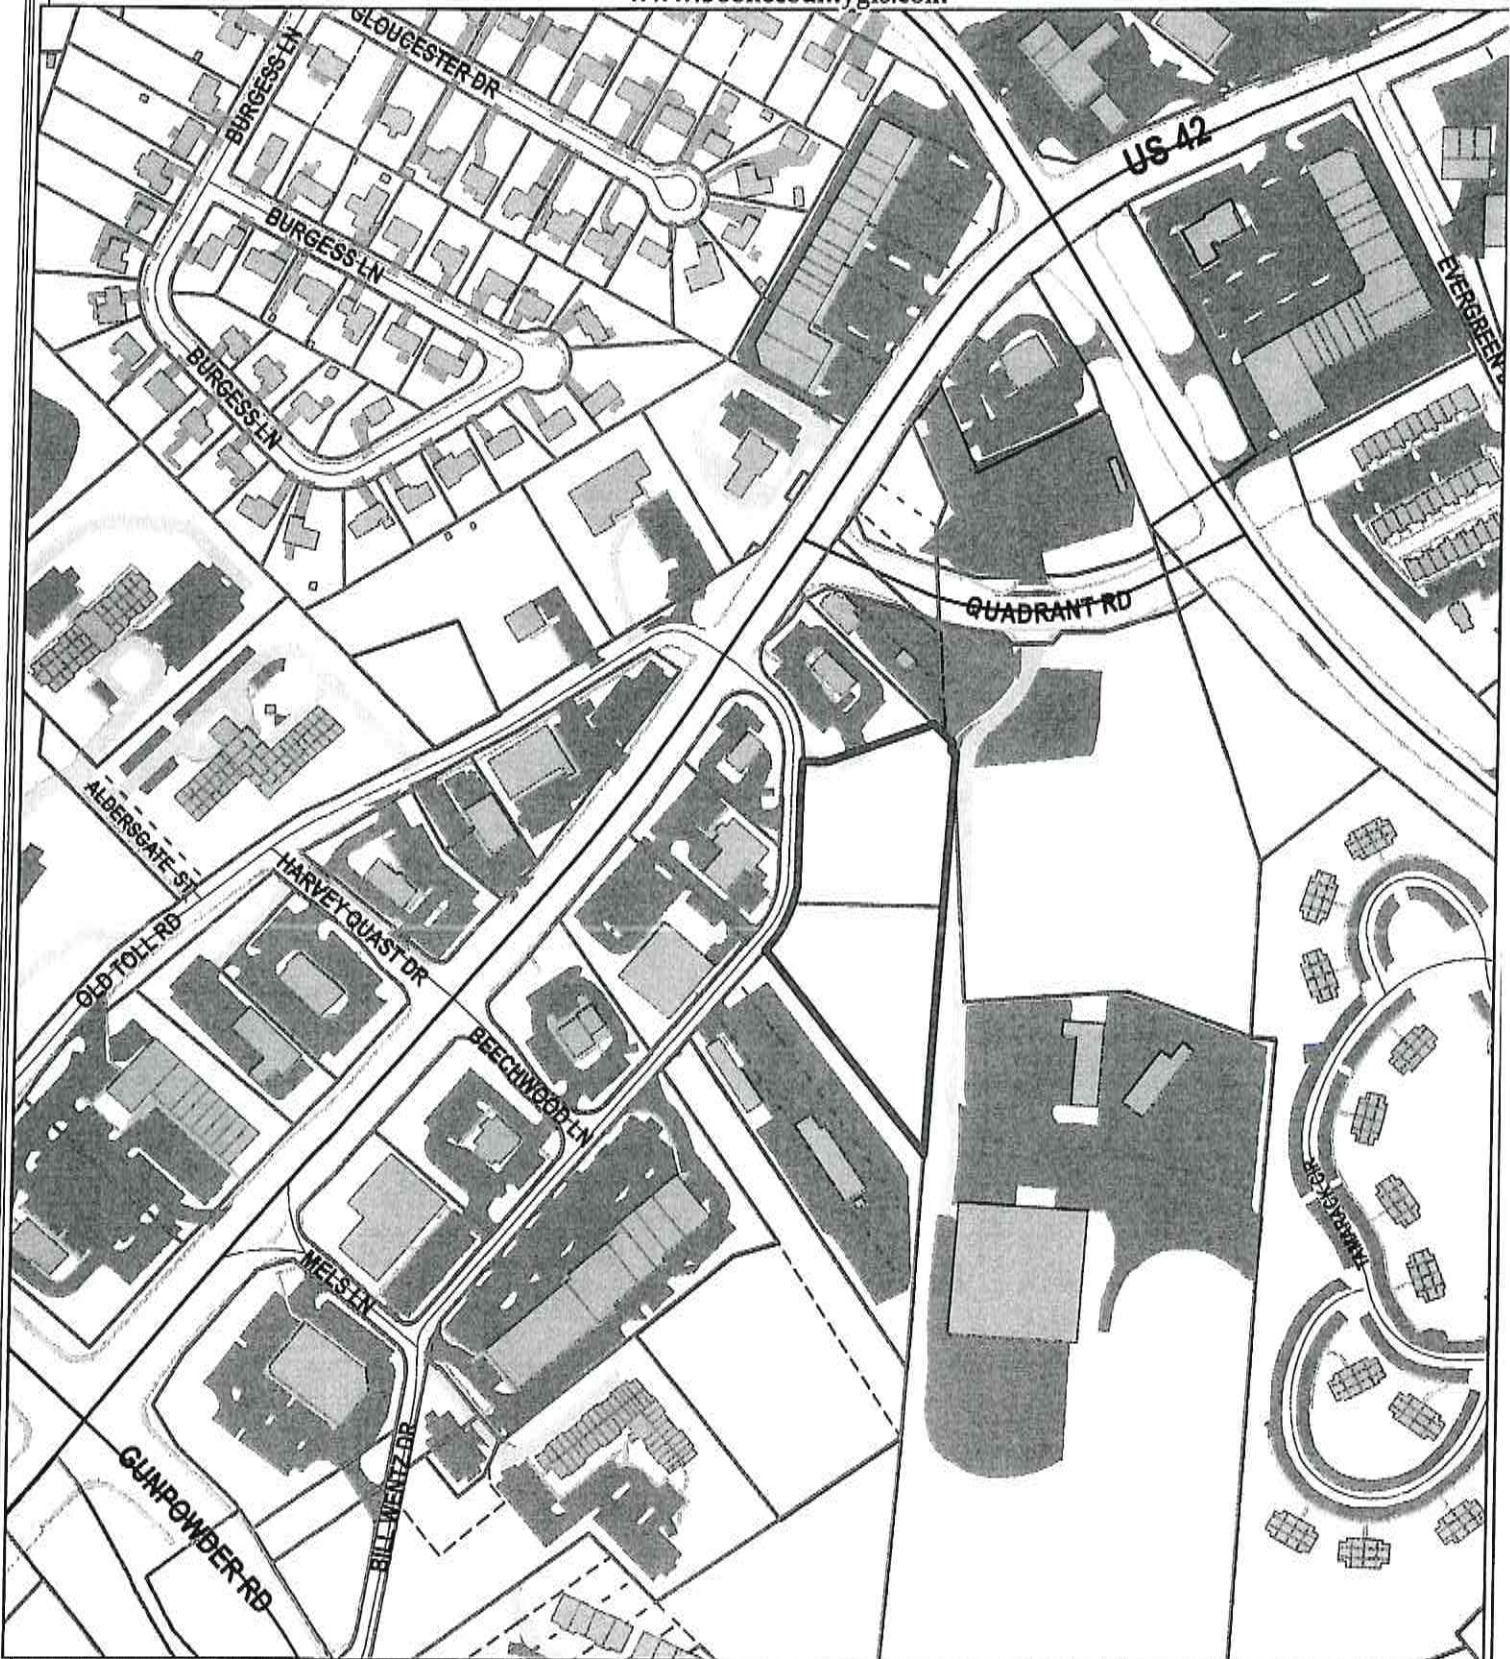 GLOUCESTER DR
BURGESS LN
US 42
BURGESS LN
EVERGREEN
BURGESS LN
QUADRANT RD
ALDERSGATE ST
HARVEY QUAST DR
OLD TOLL RD
BEECHWOOD LN
TAMARACK CIR
MELS LN
GUNPOWDER RD
BILL WENTZ DR